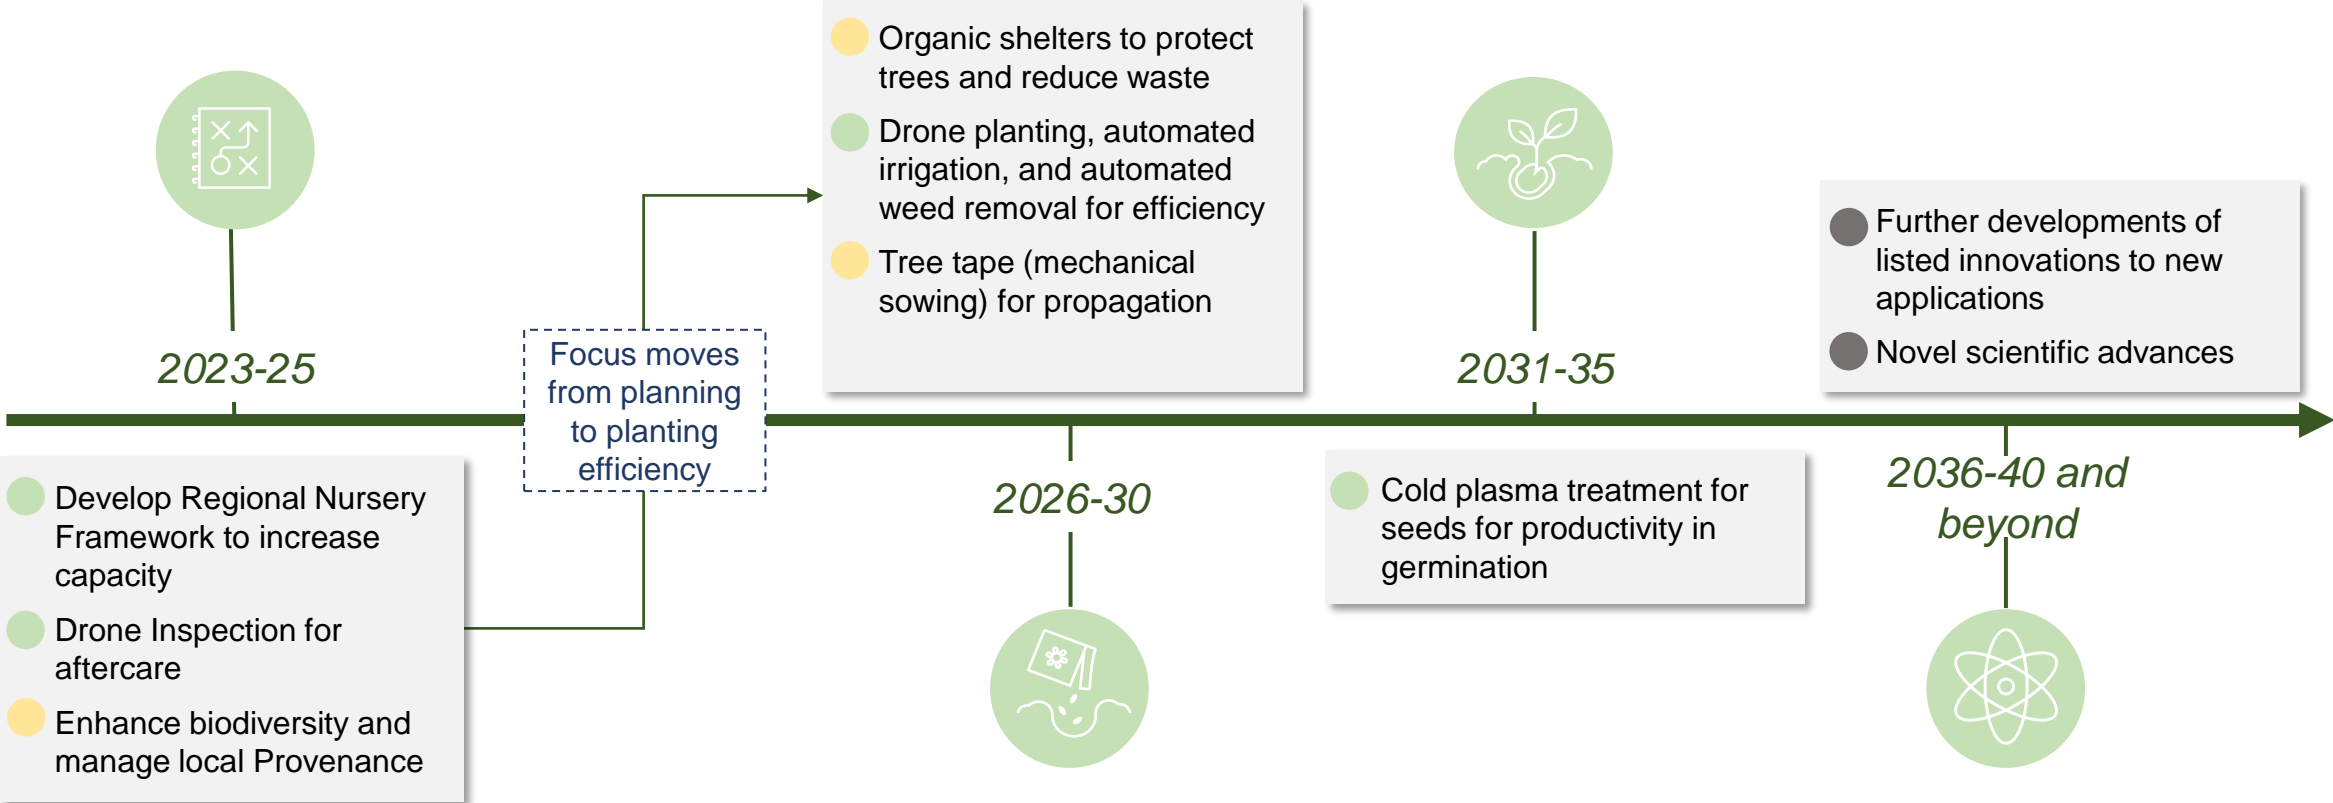 2023-25
Develop Regional Nursery
Framework to increase
capacity
Drone Inspection for
aftercare
Enhance biodiversity and
manage local Provenance
Focus moves
from planning
to planting
efficiency
Organic shelters to protect
trees and reduce waste
Drone planting, automated
irrigation, and automated
weed removal for efficiency
Tree tape (mechanical
sowing) for propagation
2026-30
2031-35
Cold plasma treatment for
seeds for productivity in
germination
Further developments of
listed innovations to new
applications
Novel scientific advances
2036-40 and
beyond